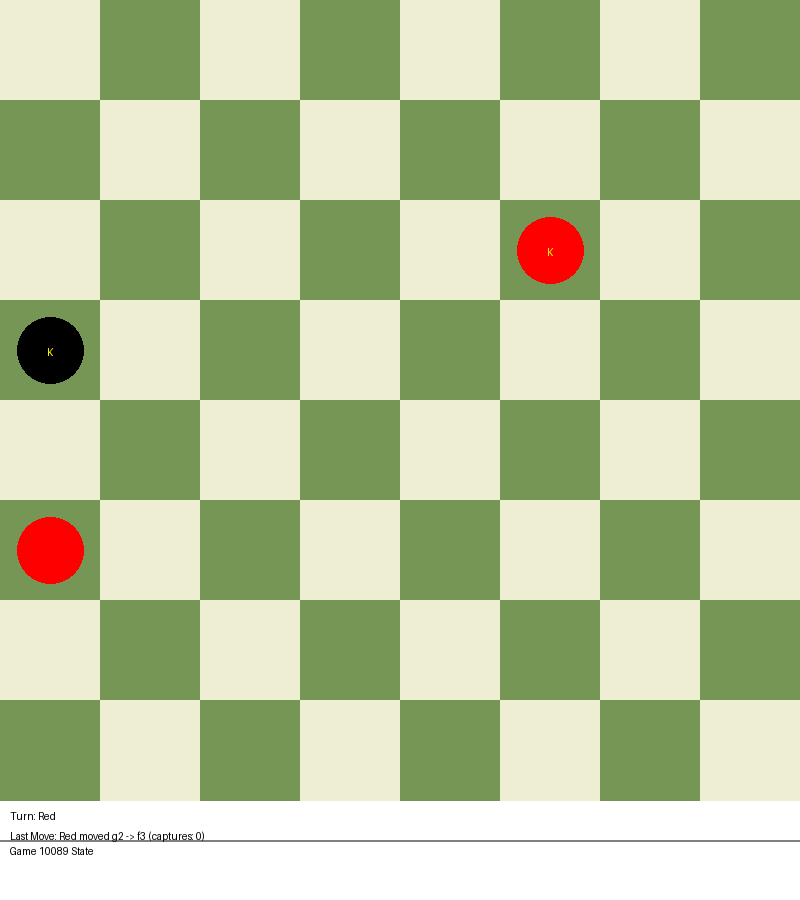 K
K
Turn: Red
Last Move: Red moved g2 -> f3 (captures: 0)
Game 10089 State